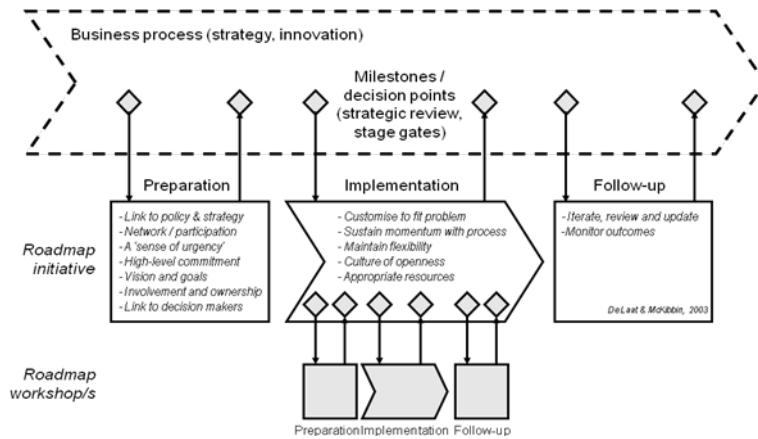 Business process (strategy, innovation)
Milestones /
decision points
(strategic review,
stage gates)
Preparation
Implementation
Follow-up
Roadmap
initiative
- Link to policy & strategy
- Network / participation
- A 'sense of urgency'
- High-level commitment
- Vision and goals
- Involvement and ownership
- Link to decision makers
- Customise to fit problem
- Sustain momentum with process
- Maintain flexibility
- Culture of openness
- Appropriate resources
- Iterate, review and update
- Monitor outcomes
De Laat & McKibbin, 2003
Roadmap
workshop/s
Preparation
Implementation
Follow-up